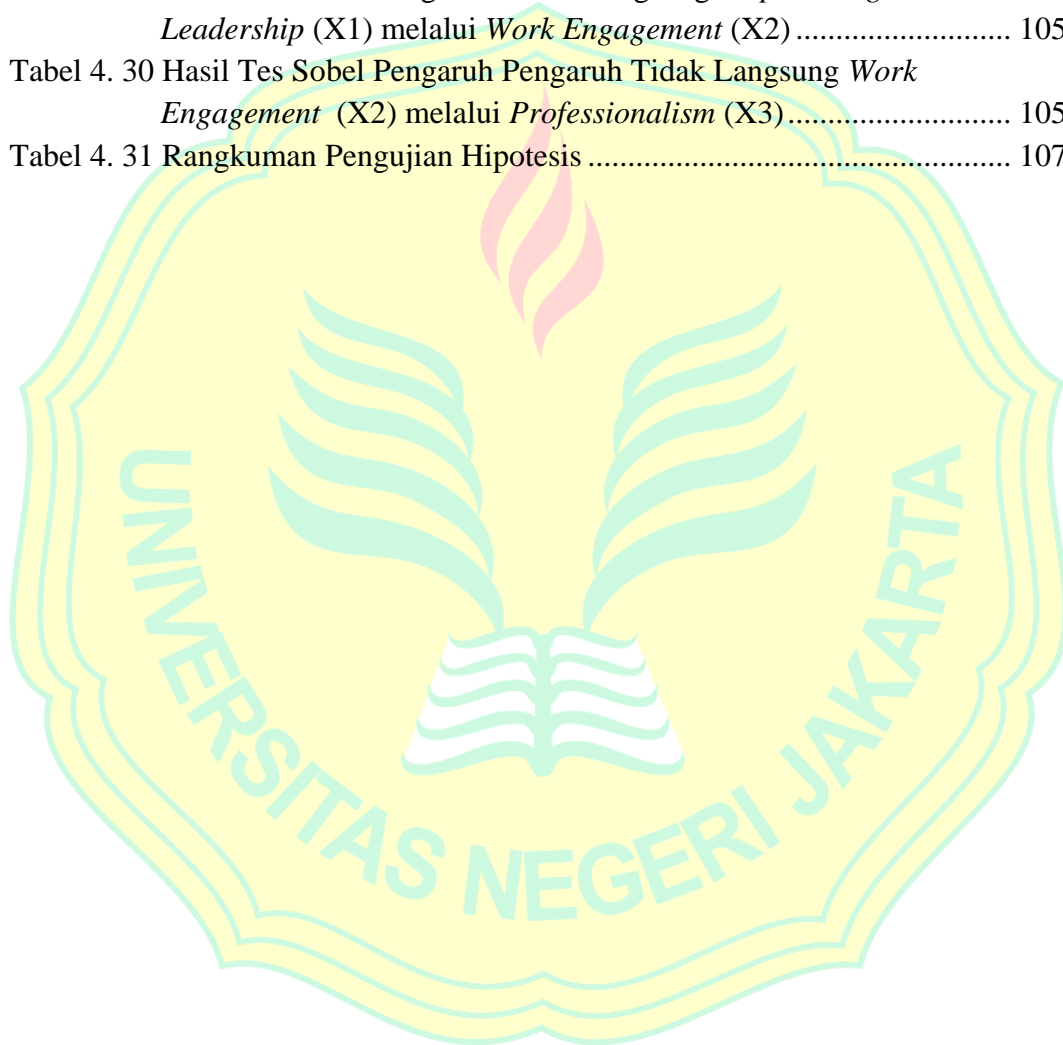 Leadership (X1) melalui Work Engagement (X2) ........................... 105
Tabel 4. 30 Hasil Tes Sobel Pengaruh Pengaruh Tidak Langsung Work
Engagement (X2) melalui Professionalism (X3) ............................ 105
Tabel 4. 31 Rangkuman Pengujian Hipotesis ..................................................... 107
UNIVERSITAS NEGERI JAKARTA